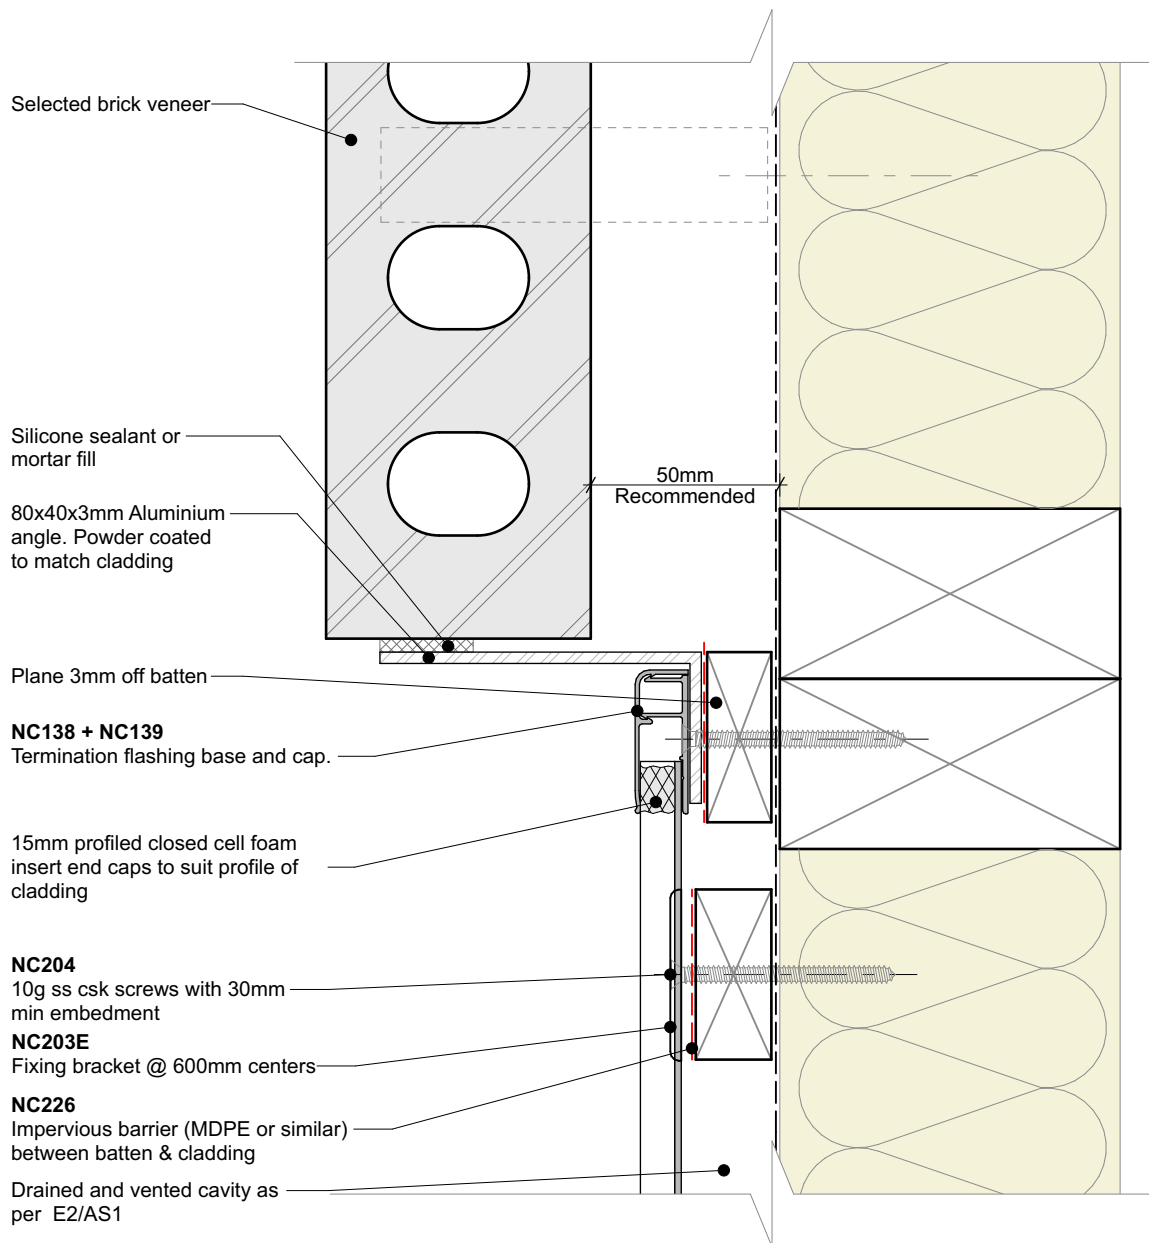 Selected brick veneer
Silicone sealant or
mortar fill
50mm
Recommended
80x40x3mm Aluminium
angle. Powder coated
to match cladding
Plane 3mm off batten
NC138 + NC139
Termination flashing base and cap.
15mm profiled closed cell foam
insert end caps to suit profile of
cladding
NC204
10g ss csk screws with 30mm
min embedment
NC203E
Fixing bracket @ 600mm centers
NC226
Impervious barrier (MDPE or similar)
between batten & cladding
Drained and vented cavity as
per E2/AS1